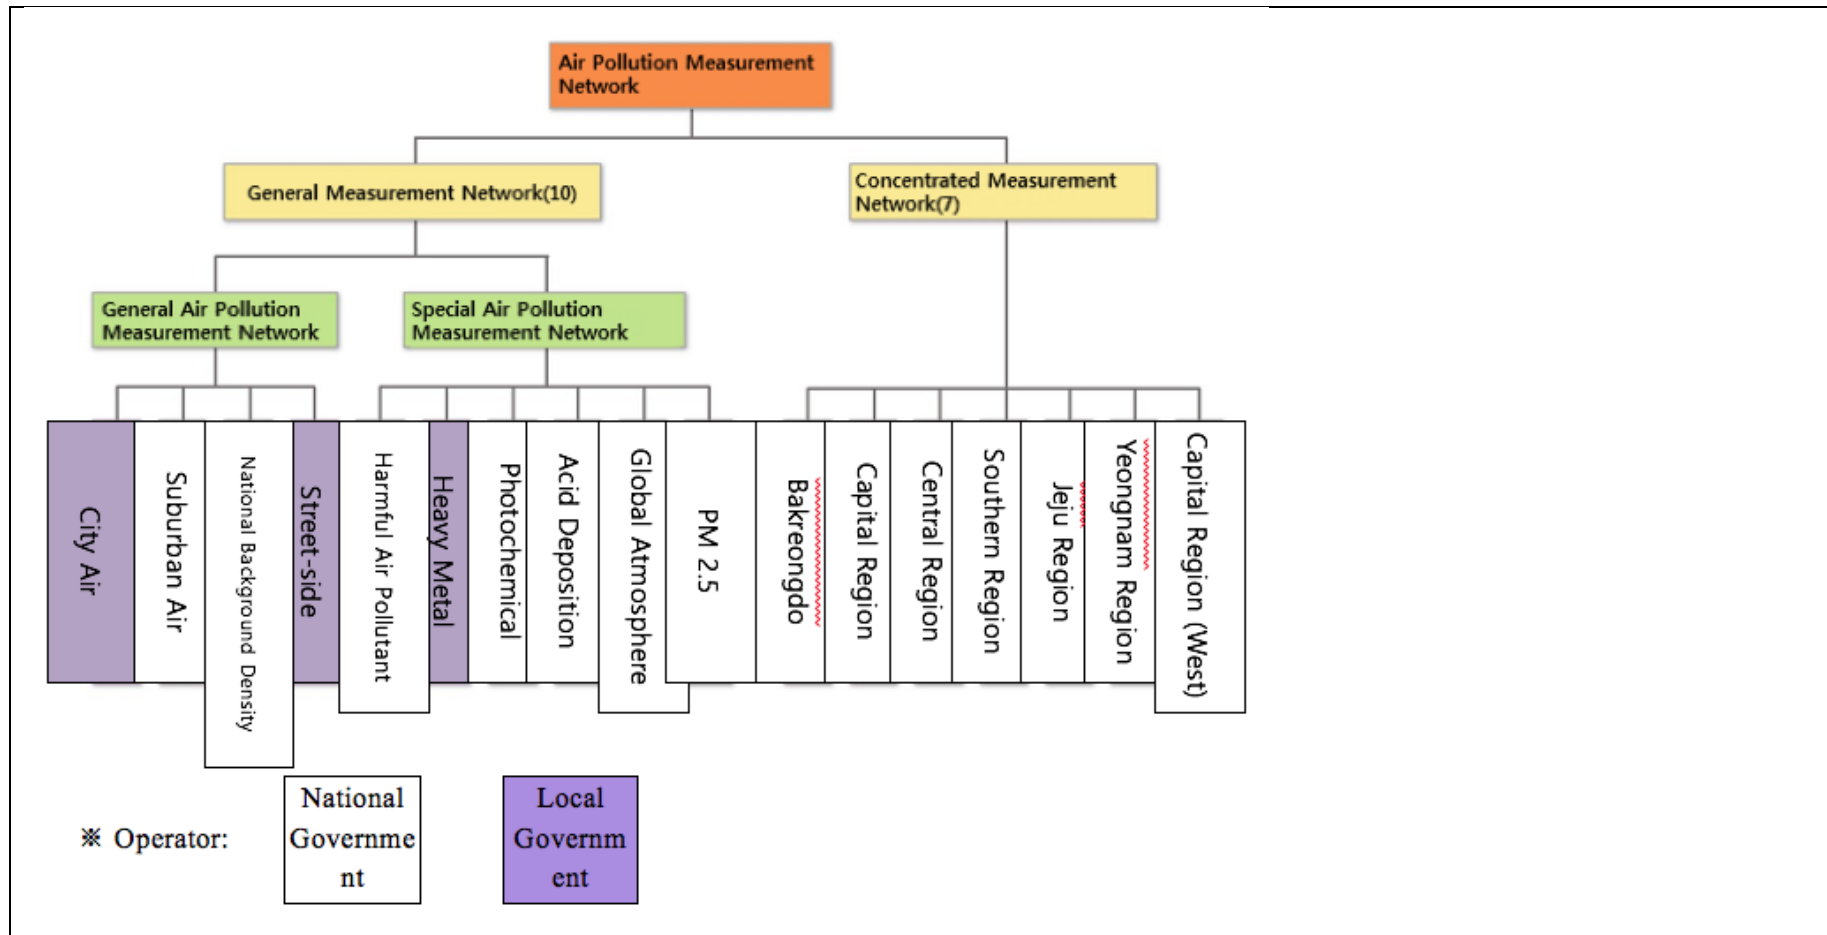 Air Pollution Measurement
Network
General Measurement Network(10)
Concentrated Measurement
Network(7)
General Air Pollution
Measurement Network
Special Air Pollution
Measurement Network
City Air
Suburban Air
National Background Density
Street-side
Harmful Air Pollutant
Heavy Metal
Photochemical
Acid Deposition
Global Atmosphere
PM 2.5
Bakreongdo
Capital Region
Central Region
Southern Region
Jeju Region
Yeongnam Region
Capital Region (West)
※ Operator:
National
Governme
nt
Local
Governm
ent